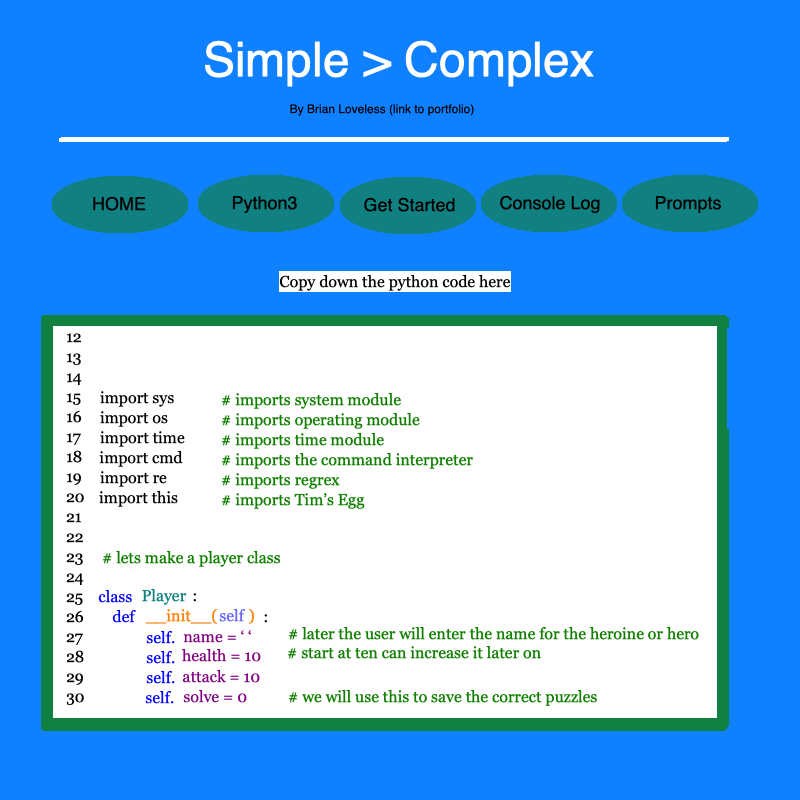 Simple > Complex
By Brian Loveless (link to portfolio)
HOME Python3 Get Started Console Log Prompts
Copy down the python code here
12
13
14
15 import sys # imports system module
16 import os # imports operating module
17 import time # imports time module
18 import cmd # imports the command interpreter
19 import re # imports regrex
20 import this # imports Tim's Egg
21
22
23 # lets make a player class
24
25 class Player :
26 def __init__( self ) :
27 self. name = ‘ ‘ # later the user will enter the name for the heroine or hero
28 self. health = 10 # start at ten can increase it later on
29 self. attack = 10
30 self. solve = 0 # we will use this to save the correct puzzles